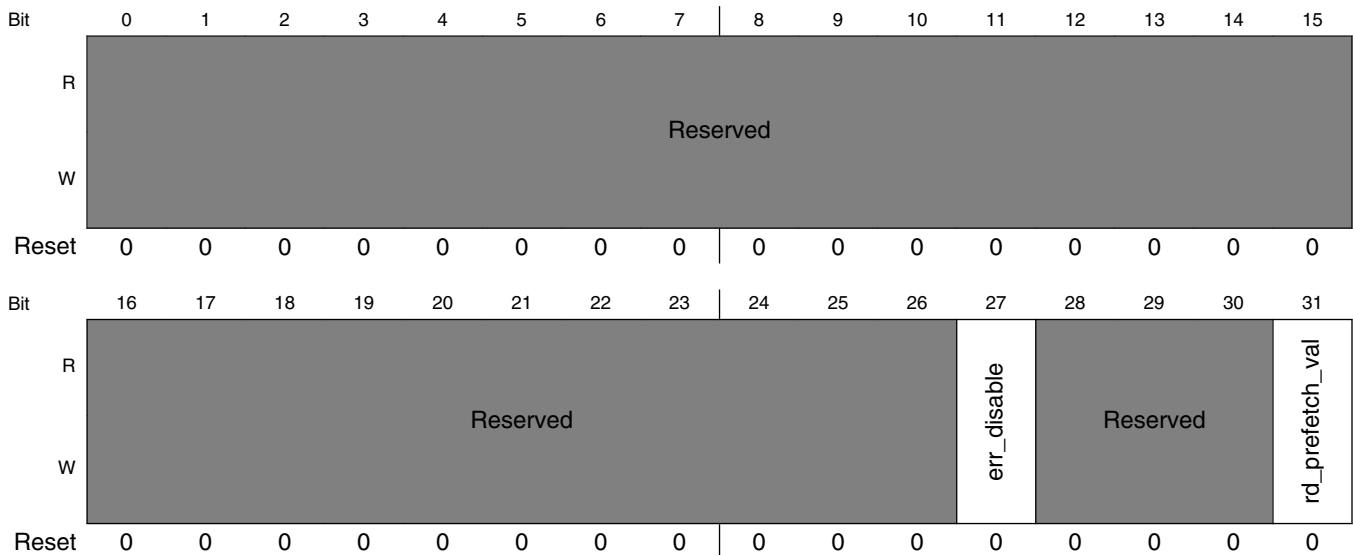 Bit 0 1 2 3 4 5 6 7 8 9 10 11 12 13 14 15
R
Reserved
W
Reset 0 0 0 0 0 0 0 0 0 0 0 0 0 0 0 0
Bit 16 17 18 19 20 21 22 23 24 25 26 27 28 29 30 31
R
Reserved
err_disable
Reserved
rd_prefetch_val
W
Reset 0 0 0 0 0 0 0 0 0 0 0 0 0 0 0 0